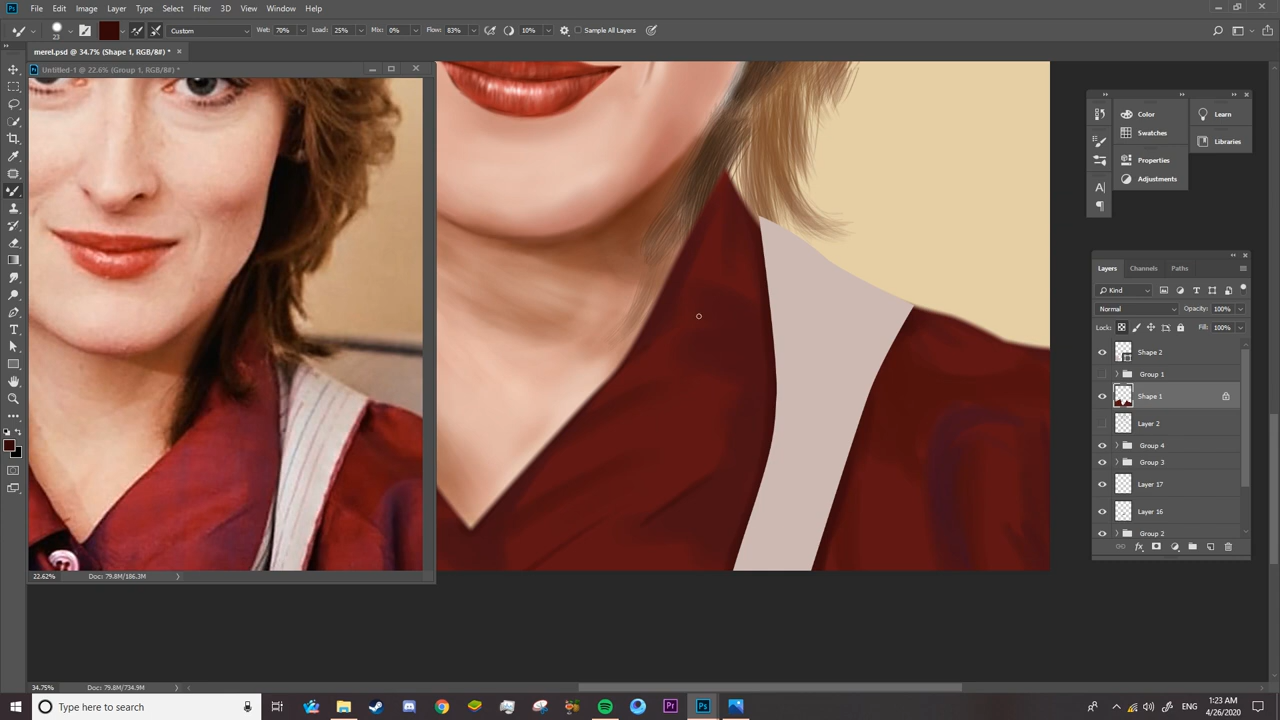 Ps File Edit Image Layer Type Select Filter 3D View Window Help
23 Custom Wet: 70% Load: 25% Mix: 0% Flow: 83% 10% Sample All Layers
merel.psd @ 34.7% (Shape 1, RGB/8#) * ×
Untitled-1 @ 22.6% (Group 1, RGB/8#) *
Color
Learn
Swatches
Libraries
Properties
Adjustments
Layers Channels Paths
Kind
Normal Opacity: 100%
Lock: Fill: 100%
Shape 2
Group 1
Shape 1
Layer 2
Group 4
Group 3
Layer 17
Layer 16
Group 2
fx
22.62% Doc: 79.8M/186.3M
34.75% Doc: 79.8M/734.9M
Type here to search
Pr
Ps
ENG
1:23 AM
4/26/2020